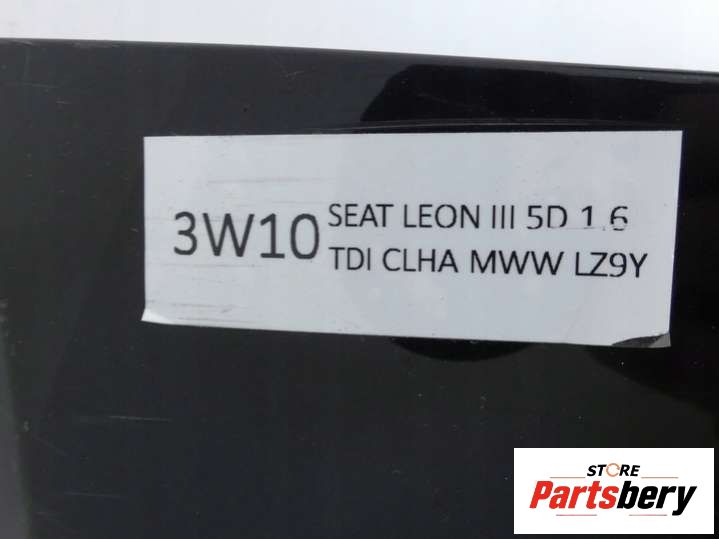 3W10
SEAT LEON III 5D 1.6
TDI CLHA MWW LZ9Y
STORE
Partsbery